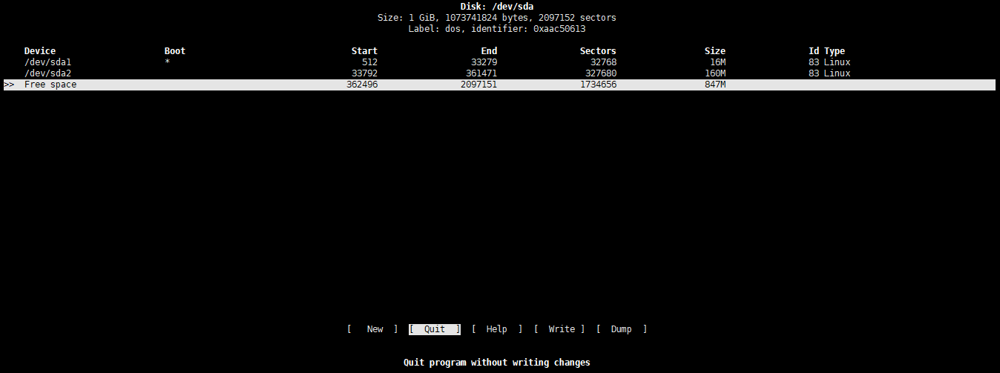 Disk: /dev/sda
Size: 1 GiB, 1073741824 bytes, 2097152 sectors
Label: dos, identifier: 0xaac50613
Device Boot Start End Sectors Size Id Type
/dev/sda1 * 512 33279 32768 16M 83 Linux
/dev/sda2 33792 361471 327680 160M 83 Linux
>> Free space 362496 2097151 1734656 847M
[ New ] [ Quit ] [ Help ] [ Write ] [ Dump ]
Quit program without writing changes